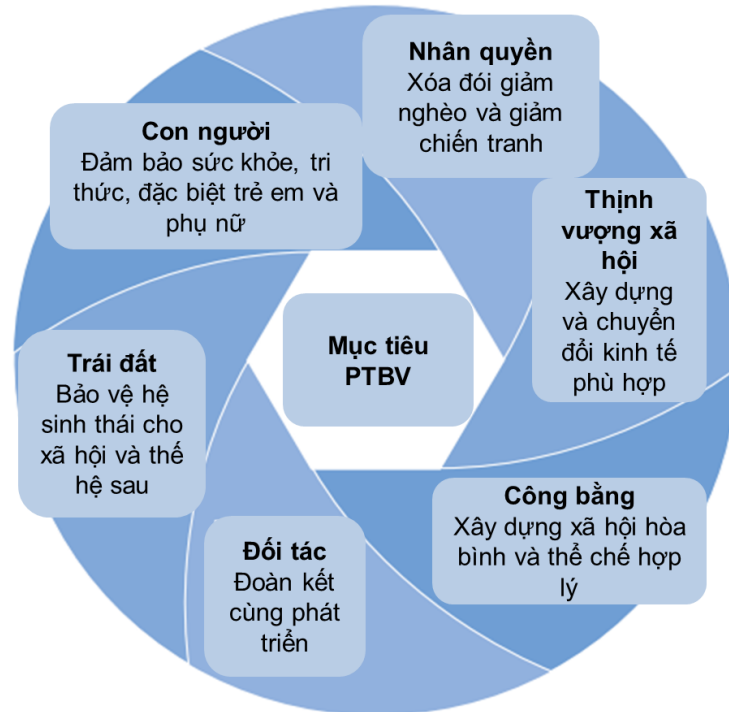 Nhân quyền
Xóa đói giảm
nghèo và giảm
chiến tranh
Con người
Đảm bảo sức khỏe, tri
thức, đặc biệt trẻ em và
phụ nữ
Thịnh
vượng xã
hội
Xây dựng
và chuyển
đổi kinh tế
phù hợp
Mục tiêu
PTBV
Trái đất
Bảo vệ hệ
sinh thái cho
xã hội và thế
hệ sau
Công bằng
Xây dựng xã hội hòa
bình và thể chế hợp
lý
Đối tác
Đoàn kết
cùng phát
triển